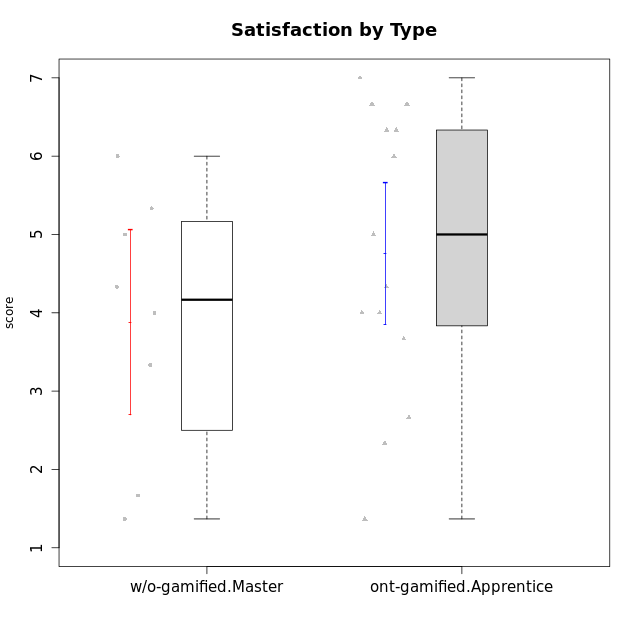 Satisfaction by Type
score
7
6
5
4
3
2
1
w/o-gamified.Master
ont-gamified.Apprentice